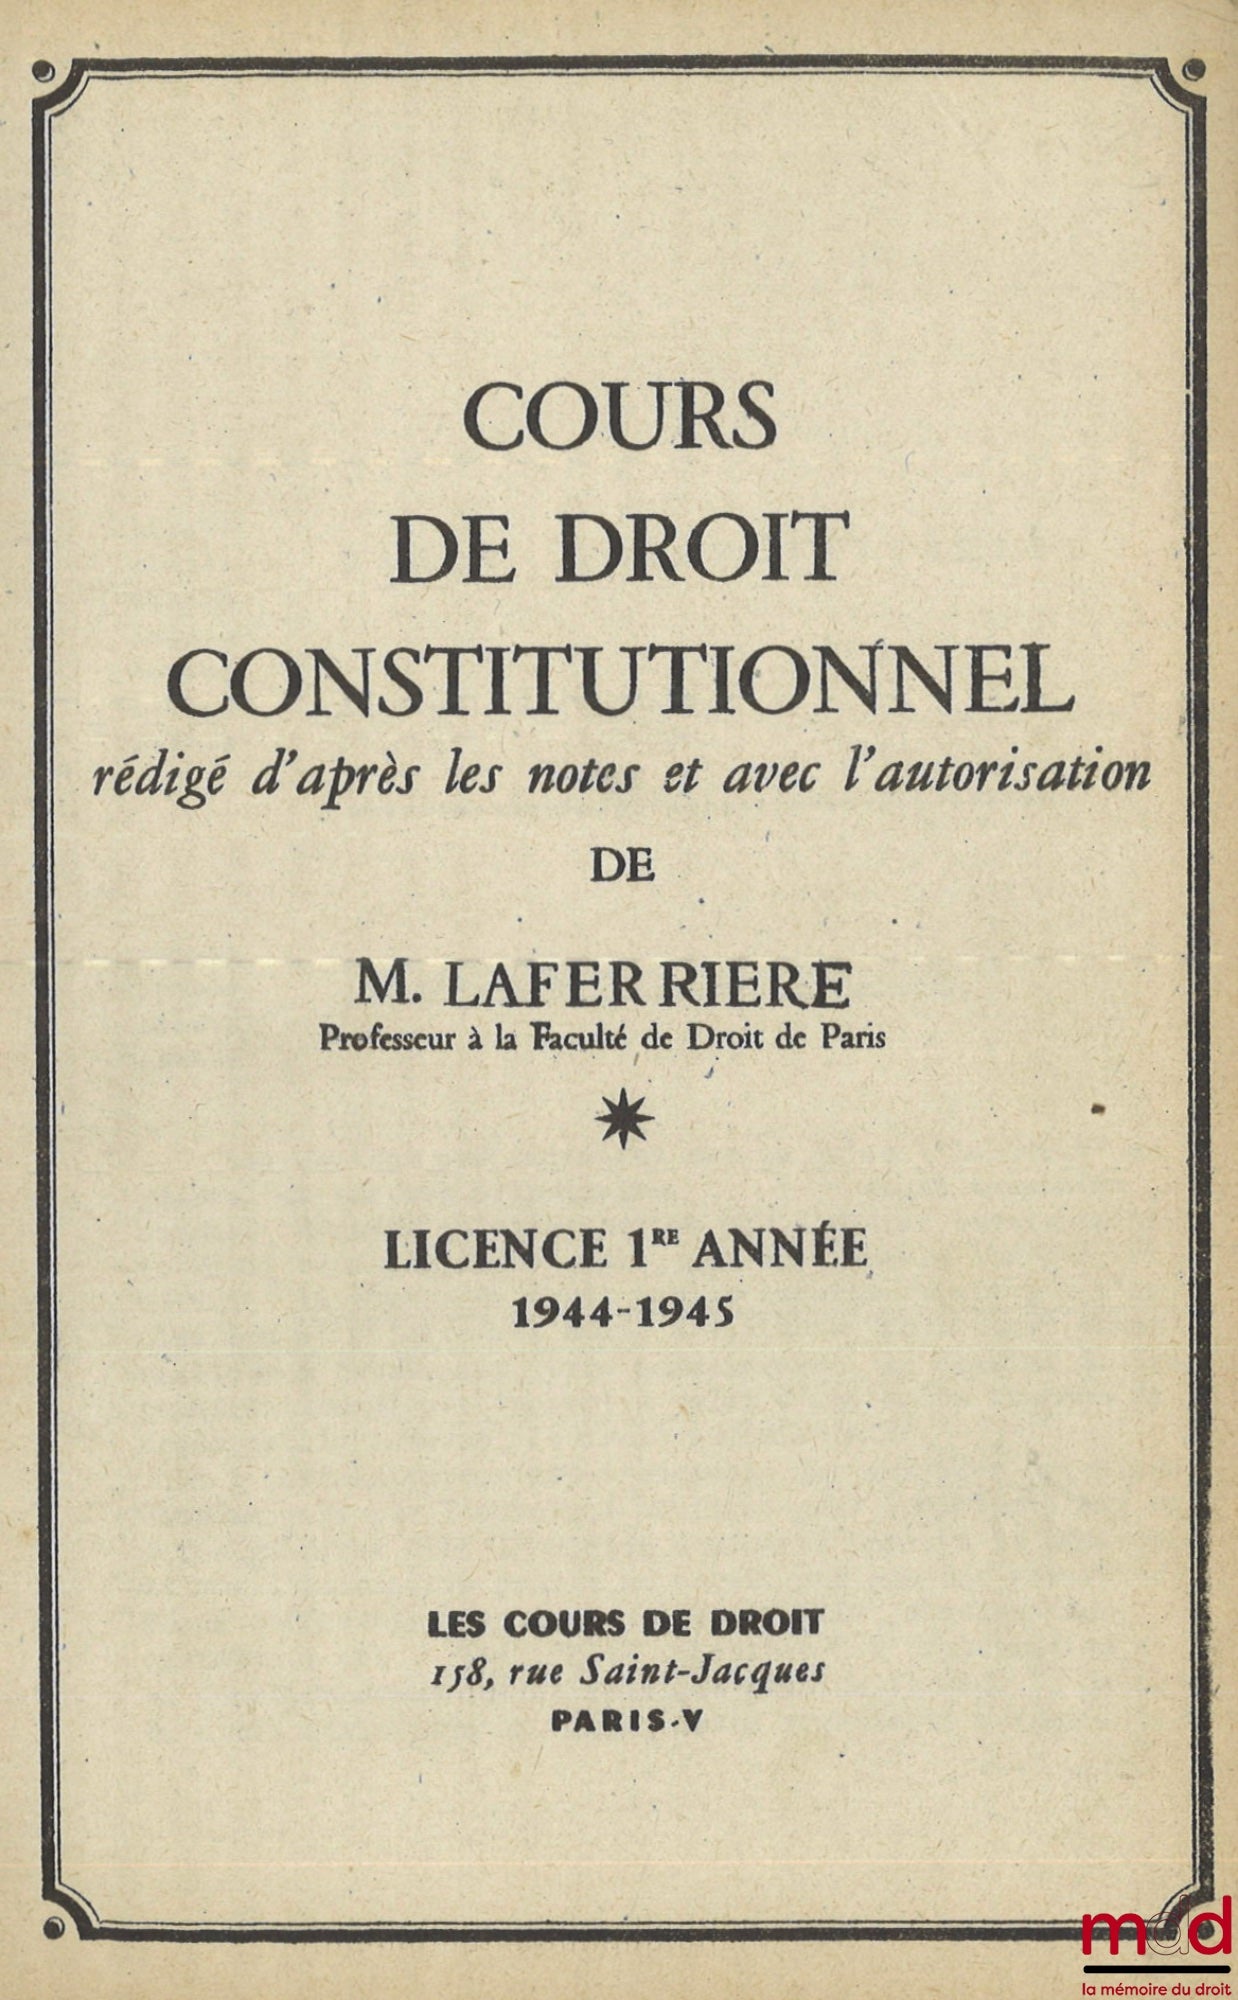 COURS
DE DROIT
CONSTITUTIONNEL
rédigé d'après les notes et avec l'autorisation
DE
M. LAFERRIERE
Professeur à la Faculté de Droit de Paris
LICENCE 1RE ANNÉE
1944-1945
LES COURS DE DROIT
158, rue Saint-Jacques
PARIS-V
mdd
la mémoire du droit